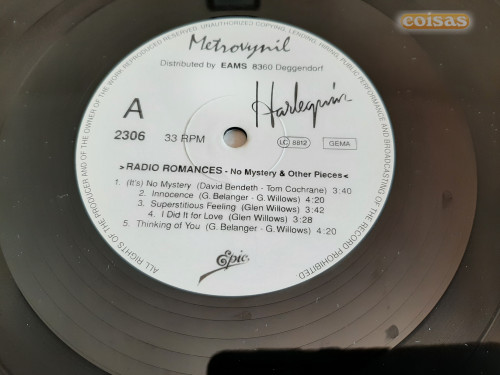 coisas
ALL RIGHTS OF THE PRODUCER AND OF THE OWNER OF THE WORK REPRODUCED RESERVED. UNAUTHORIZED COPYING, LENDING, HIRING, PUBLIC PERFORMANCE AND BROADCASTING OF THE RECORD PROHIBITED.
Metrovynil
Distributed by EAMS 8360 Deggendorf
A
Harlequin
2306
33 RPM
LC 8812
GEMA
>RADIO ROMANCES - No Mystery & Other Pieces<
1. (It's) No Mystery (David Bendeth - Tom Cochrane) 3:40
2. Innocence (G. Belanger - G. Willows) 4:20
3. Superstitious Feeling (Glen Willows) 3:42
4. I Did It for Love (Glen Willows) 3:28
5. Thinking of You (G. Belanger - G. Willows) 4:20
Epic